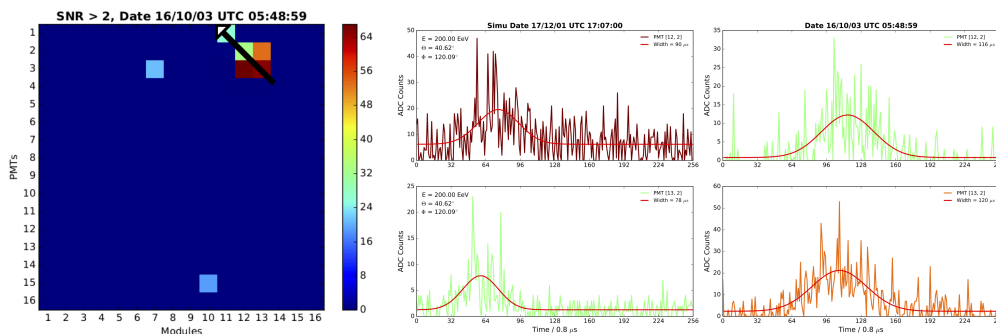 SNR > 2, Date 16/10/03 UTC 05:48:59
PMTs
1
2
3
4
5
6
7
8
9
10
11
12
13
14
15
16
1 2 3 4 5 6 7 8 9 10 11 12 13 14 15 16
Modules
64
56
48
40
32
24
16
8
0
Simu Date 17/12/01 UTC 17:07:00
E = 200.00 EeV
Θ = 40.62°
Φ = 120.09°
PMT [12, 2]
Width = 90 μs
ADC Counts
50
40
30
20
10
0
0 32 64 96 128 160 192 224 256
E = 200.00 EeV
Θ = 40.62°
Φ = 120.09°
PMT [13, 2]
Width = 78 μs
ADC Counts
25
20
15
10
5
0
0 32 64 96 128 160 192 224 256
Time / 0.8 μs
Date 16/10/03 UTC 05:48:59
PMT [12, 2]
Width = 116 μs
ADC Counts
35
30
25
20
15
10
5
0
0 32 64 96 128 160 192 224
PMT [13, 2]
Width = 120 μs
ADC Counts
60
50
40
30
20
10
0
0 32 64 96 128 160 192 224
Time / 0.8 μs